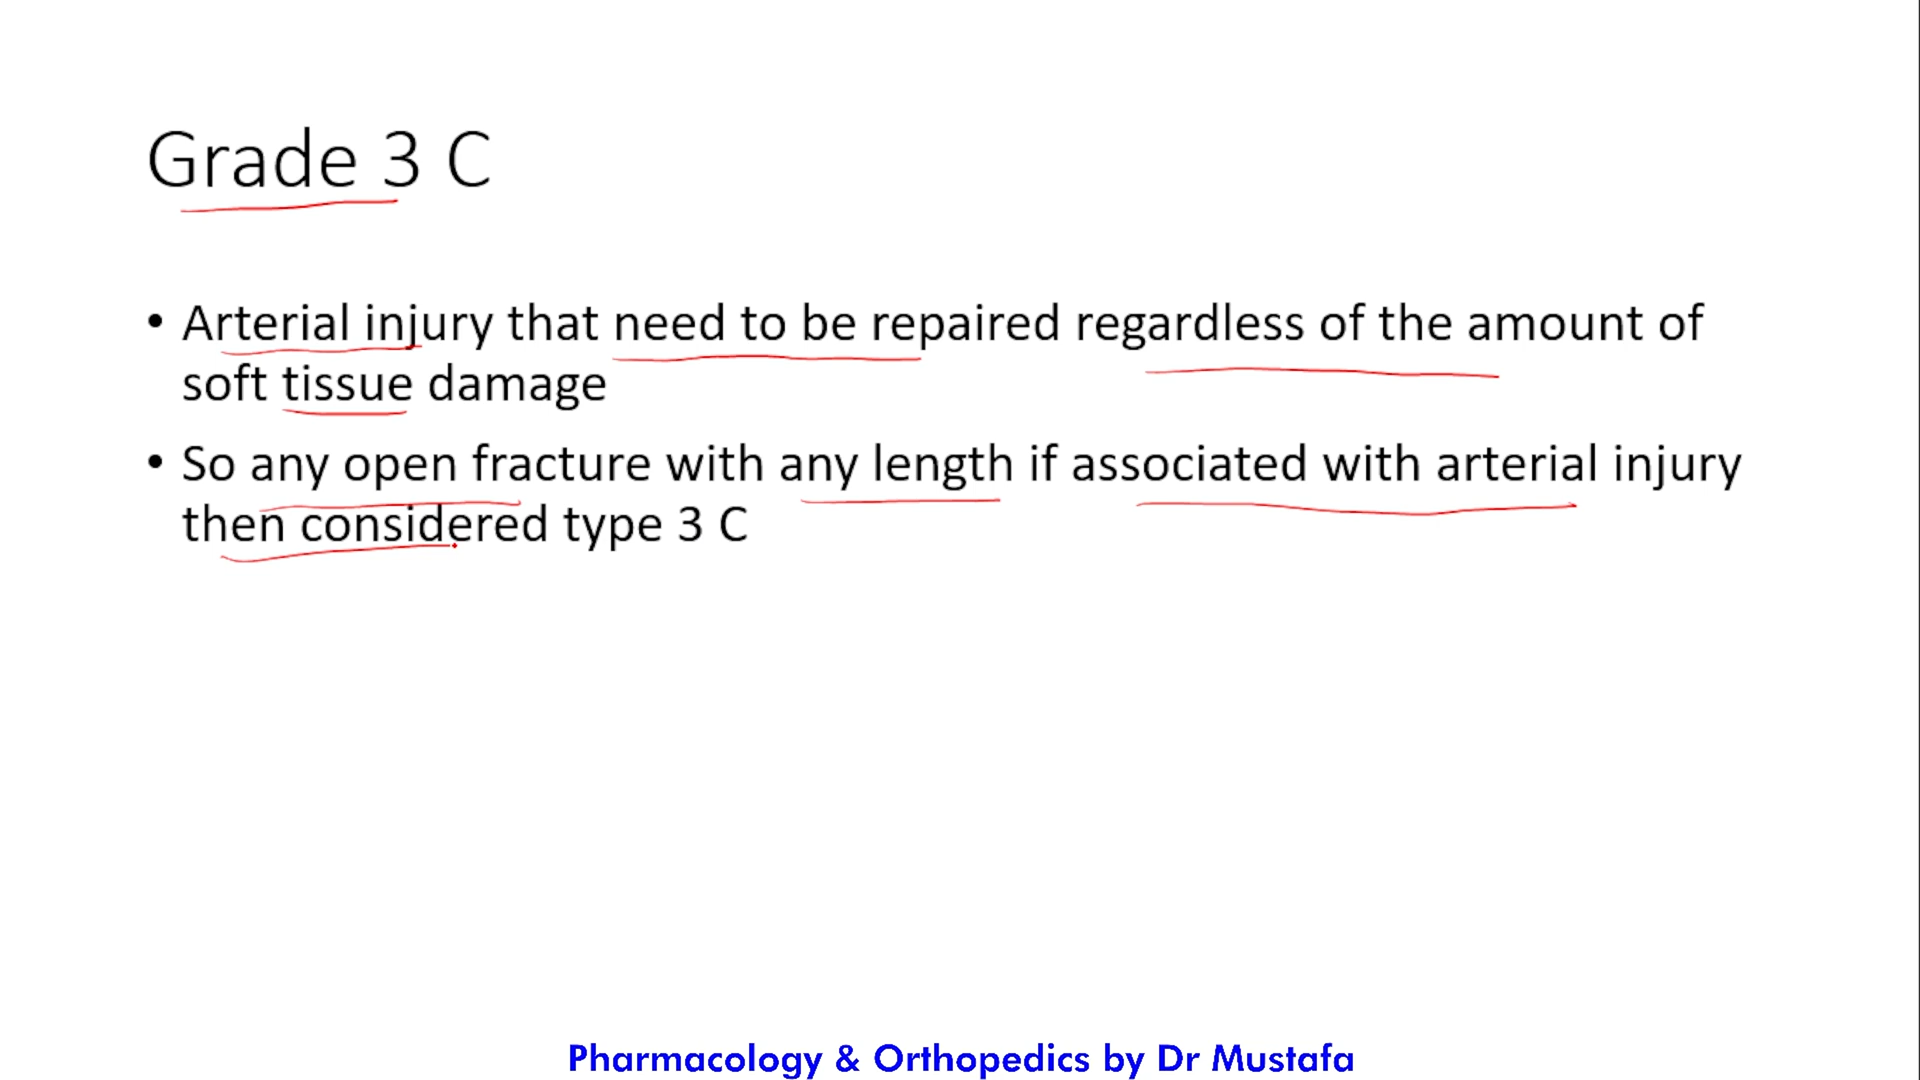 Grade 3 C
• Arterial injury that need to be repaired regardless of the amount of
soft tissue damage
• So any open fracture with any length if associated with arterial injury
then considered type 3 C
Pharmacology & Orthopedics by Dr Mustafa